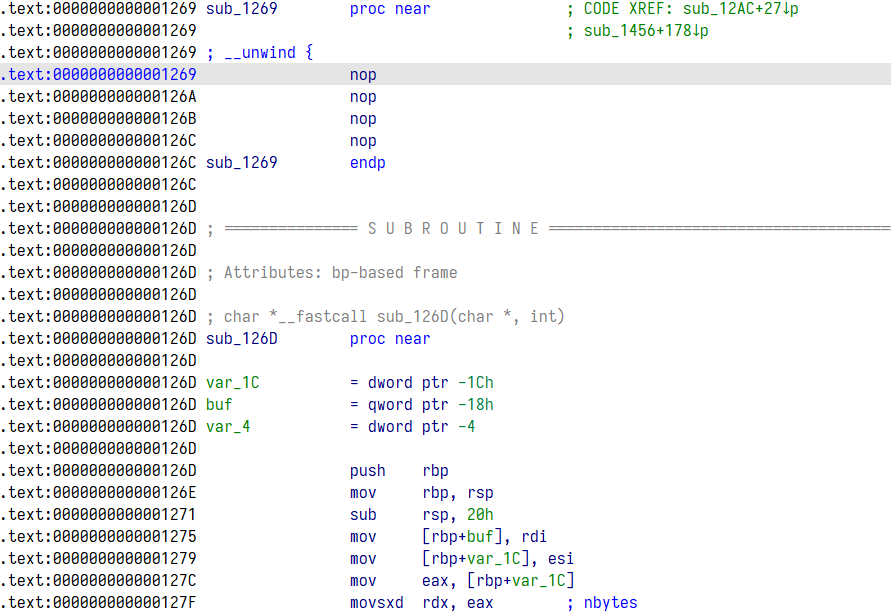 .text:0000000000001269 sub_1269        proc near               ; CODE XREF: sub_12AC+27↓p
.text:0000000000001269                                         ; sub_1456+178↓p
.text:0000000000001269 ; __unwind {
.text:0000000000001269                 nop
.text:000000000000126A                 nop
.text:000000000000126B                 nop
.text:000000000000126C                 nop
.text:000000000000126C sub_1269        endp
.text:000000000000126C
.text:000000000000126D
.text:000000000000126D ; =============== S U B R O U T I N E =======================================
.text:000000000000126D
.text:000000000000126D ; Attributes: bp-based frame
.text:000000000000126D
.text:000000000000126D ; char *__fastcall sub_126D(char *, int)
.text:000000000000126D sub_126D        proc near
.text:000000000000126D
.text:000000000000126D var_1C          = dword ptr -1Ch
.text:000000000000126D buf             = qword ptr -18h
.text:000000000000126D var_4           = dword ptr -4
.text:000000000000126D
.text:000000000000126D                 push    rbp
.text:000000000000126E                 mov     rbp, rsp
.text:0000000000001271                 sub     rsp, 20h
.text:0000000000001275                 mov     [rbp+buf], rdi
.text:0000000000001279                 mov     [rbp+var_1C], esi
.text:000000000000127C                 mov     eax, [rbp+var_1C]
.text:000000000000127F                 movsxd  rdx, eax        ; nbytes